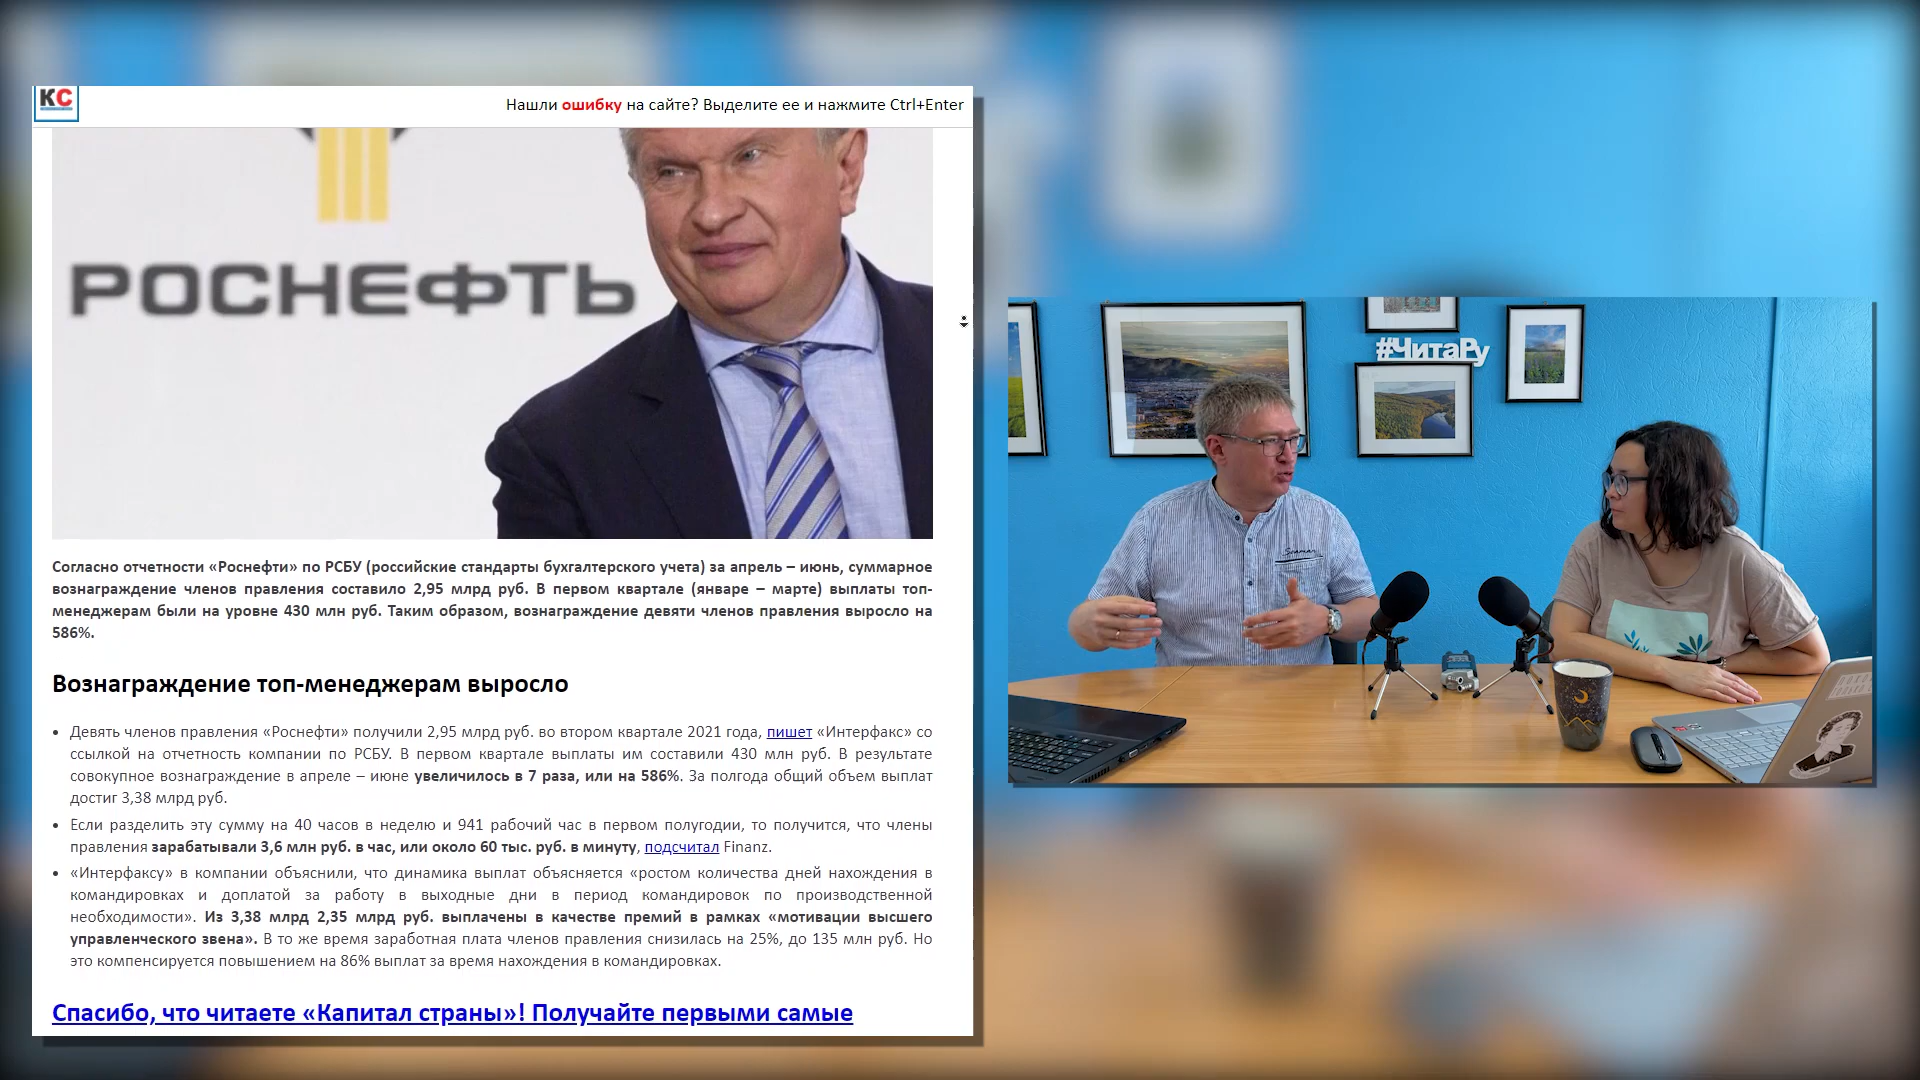 КС
Нашли ошибку на сайте? Выделите ее и нажмите Ctrl+Enter
РОСНЕФТЬ
Согласно отчетности «Роснефти» по РСБУ (российские стандарты бухгалтерского учета) за апрель – июнь, суммарное
вознаграждение членов правления составило 2,95 млрд руб. В первом квартале (январе – марте) выплаты топ-
менеджерам были на уровне 430 млн руб. Таким образом, вознаграждение девяти членов правления выросло на
586%.
Вознаграждение топ-менеджерам выросло
• Девять членов правления «Роснефти» получили 2,95 млрд руб. во втором квартале 2021 года, пишет «Интерфакс» со
ссылкой на отчетность компании по РСБУ. В первом квартале выплаты им составили 430 млн руб. В результате
совокупное вознаграждение в апреле – июне увеличилось в 7 раза, или на 586%. За полгода общий объем выплат
достиг 3,38 млрд руб.
• Если разделить эту сумму на 40 часов в неделю и 941 рабочий час в первом полугодии, то получится, что члены
правления зарабатывали 3,6 млн руб. в час, или около 60 тыс. руб. в минуту, подсчитал Finanz.
• «Интерфаксу» в компании объяснили, что динамика выплат объясняется «ростом количества дней нахождения в
командировках и доплатой за работу в выходные дни в период командировок по производственной
необходимости». Из 3,38 млрд 2,35 млрд руб. выплачены в качестве премий в рамках «мотивации высшего
управленческого звена». В то же время заработная плата членов правления снизилась на 25%, до 135 млн руб. Но
это компенсируется повышением на 86% выплат за время нахождения в командировках.
Спасибо, что читаете «Капитал страны»! Получайте первыми самые
#ЧитаРу